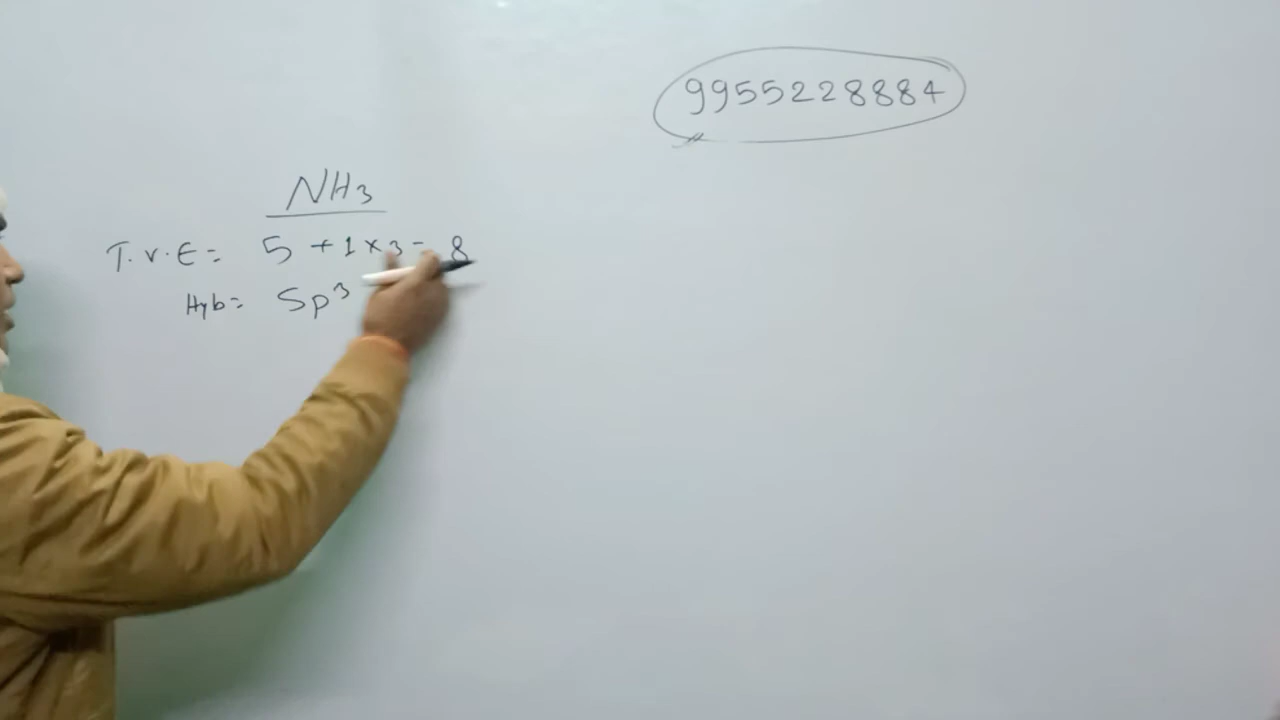 9955228884
NH3
T.V.E = 5 + 1 × 3 = 8
Hyb = Sp³